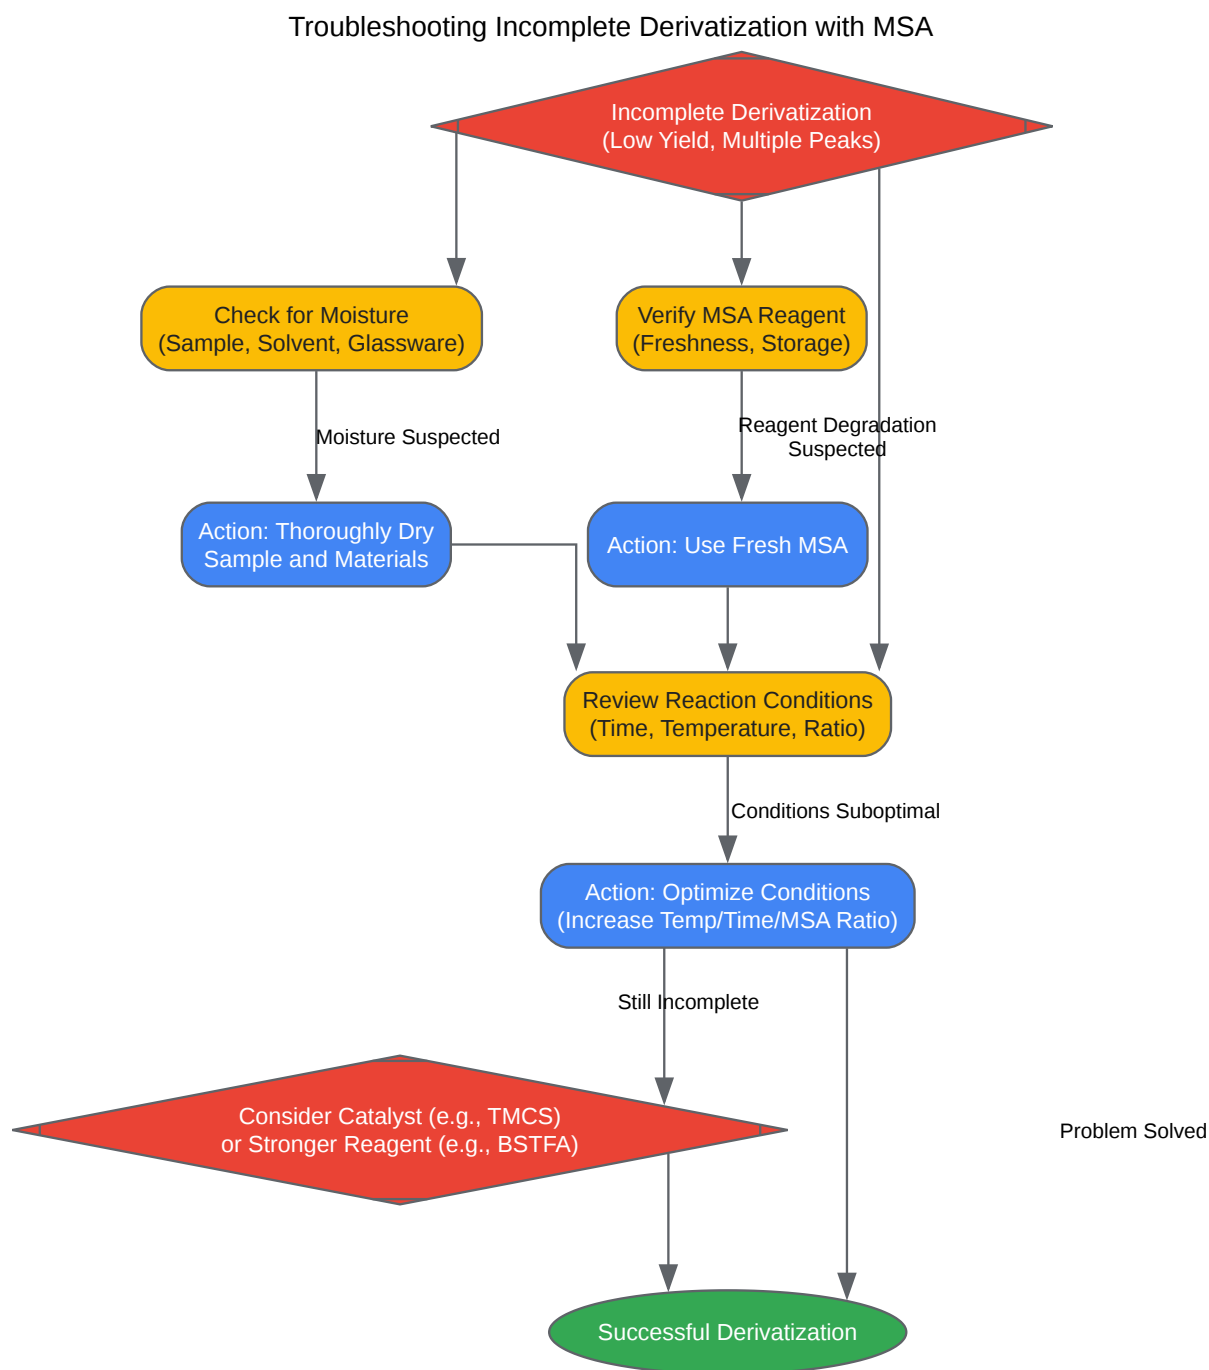 Troubleshooting Incomplete Derivatization with MSA
Incomplete Derivatization
(Low Yield, Multiple Peaks)
Check for Moisture
(Sample, Solvent, Glassware)
Verify MSA Reagent
(Freshness, Storage)
Moisture Suspected
Reagent Degradation
Suspected
Action: Thoroughly Dry
Sample and Materials
Action: Use Fresh MSA
Review Reaction Conditions
(Time, Temperature, Ratio)
Conditions Suboptimal
Action: Optimize Conditions
(Increase Temp/Time/MSA Ratio)
Still Incomplete
Consider Catalyst (e.g., TMCS)
or Stronger Reagent (e.g., BSTFA)
Problem Solved
Successful Derivatization